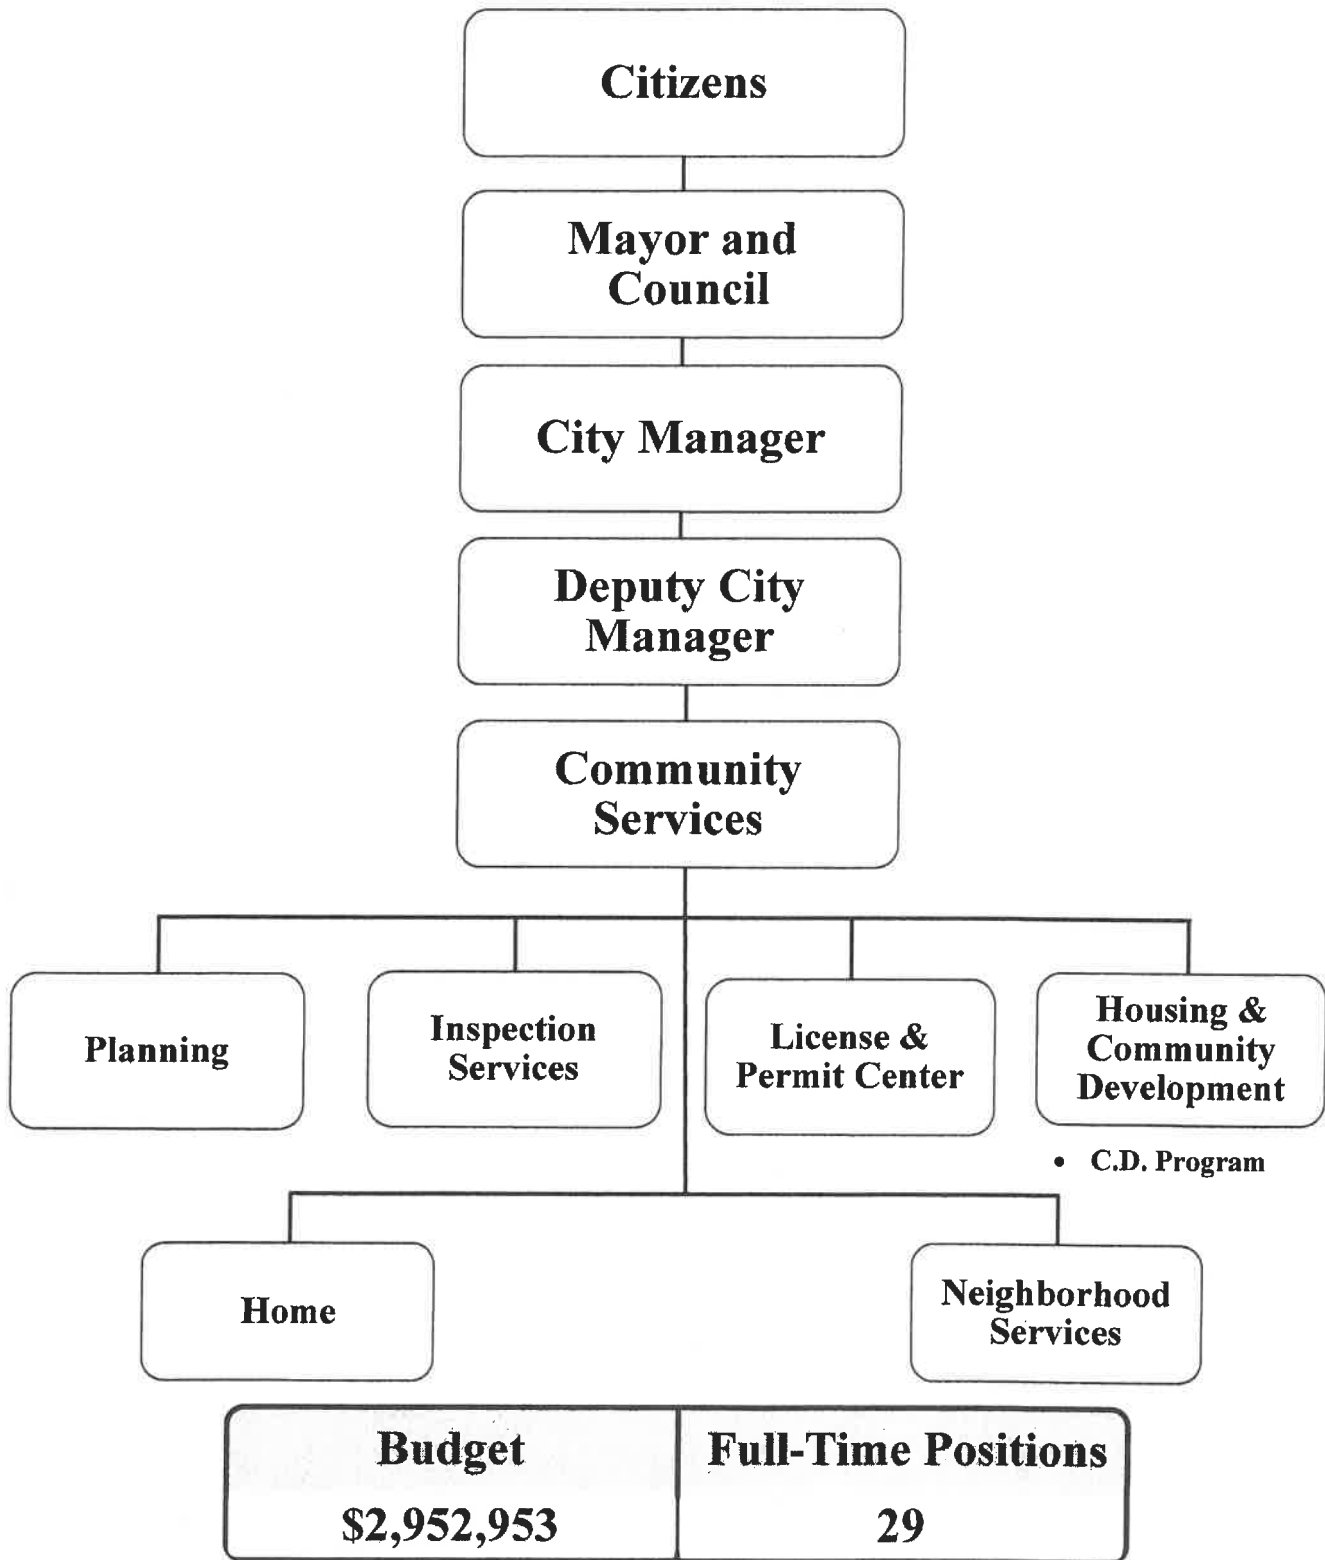 Citizens
Mayor and
Council
City Manager
Deputy City
Manager
Community
Services
Planning
Inspection
Services
License &
Permit Center
Housing &
Community
Development
• C.D. Program
Home
Neighborhood
Services
Budget
Full-Time Positions
$2,952,953
29